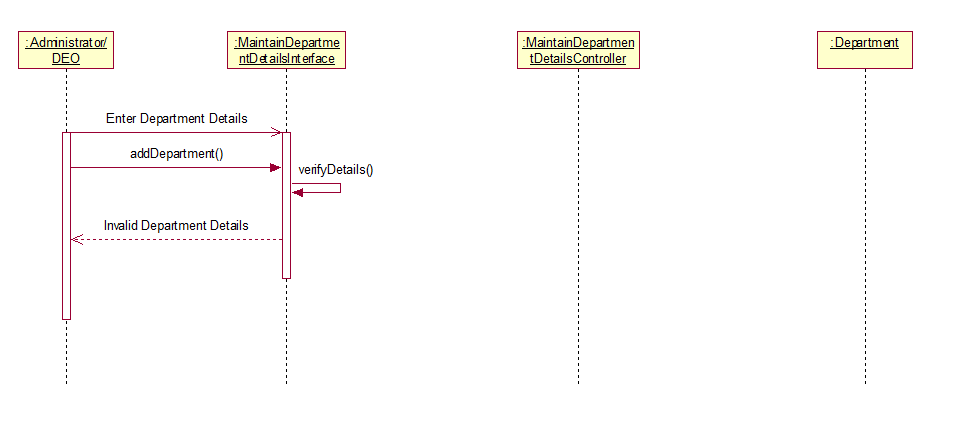 :Administrator/
DEO
:MaintainDepartme
ntDetailsInterface
:MaintainDepartmen
tDetailsController
:Department
Enter Department Details
addDepartment()
verifyDetails()
Invalid Department Details